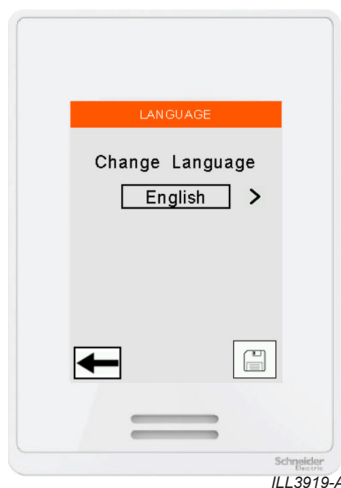 LANGUAGE
Change Language
English >
Schneider
Electric
ILL3919-A